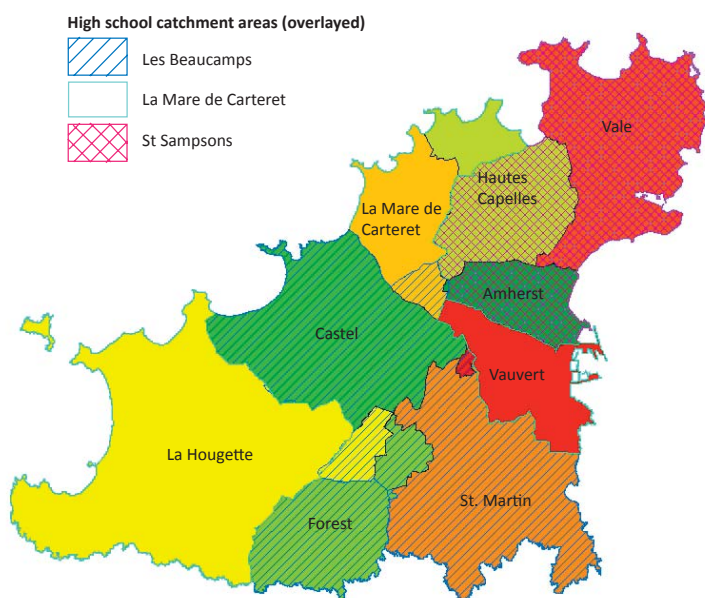 High school catchment areas (overlayed)
Les Beaucamps
La Mare de Carteret
St Sampsons
Vale
Hautes
Capelles
La Mare de
Carteret
Amherst
Castel
Vauvert
La Hougette
St. Martin
Forest